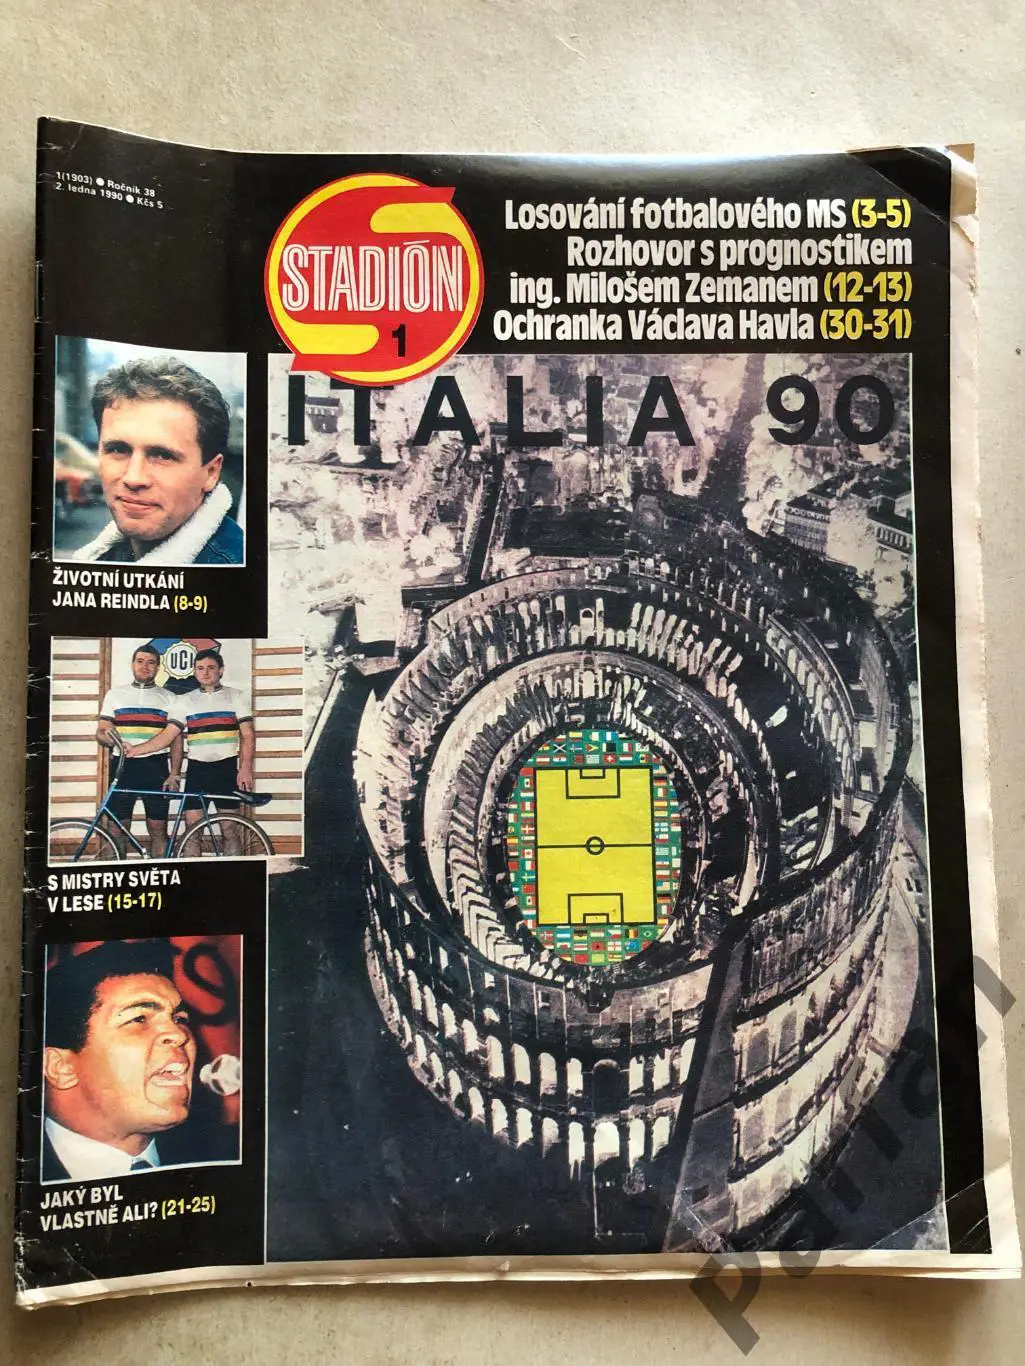 1(1903) ● Ročník 38
2. ledna 1990 ● Kčs 5
STADIÓN
1
Losování fotbalového MS (3-5)
Rozhovor s prognostikem
ing. Milošem Zemanem (12-13)
Ochranka Václava Havla (30-31)
ITALIA 90
ŽIVOTNÍ UTKÁNÍ
JANA REINDLA (8-9)
UCI
S MISTRY SVĚTA
V LESE (15-17)
JAKÝ BYL
VLASTNĚ ALI? (21-25)